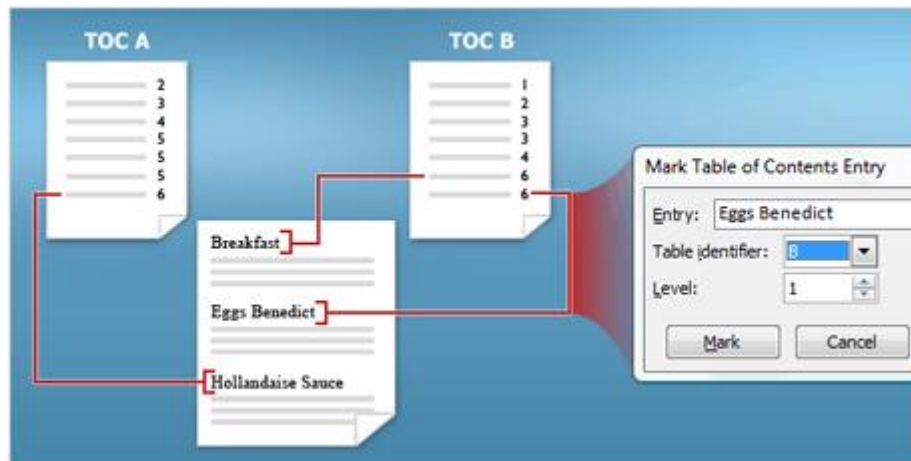 TOC A
2
3
4
5
5
5
6
TOC B
1
2
3
3
4
6
6
Breakfast
Eggs Benedict
Hollandaise Sauce
Mark Table of Contents Entry
Entry: Eggs Benedict
Table identifier: B
Level: 1
Mark Cancel